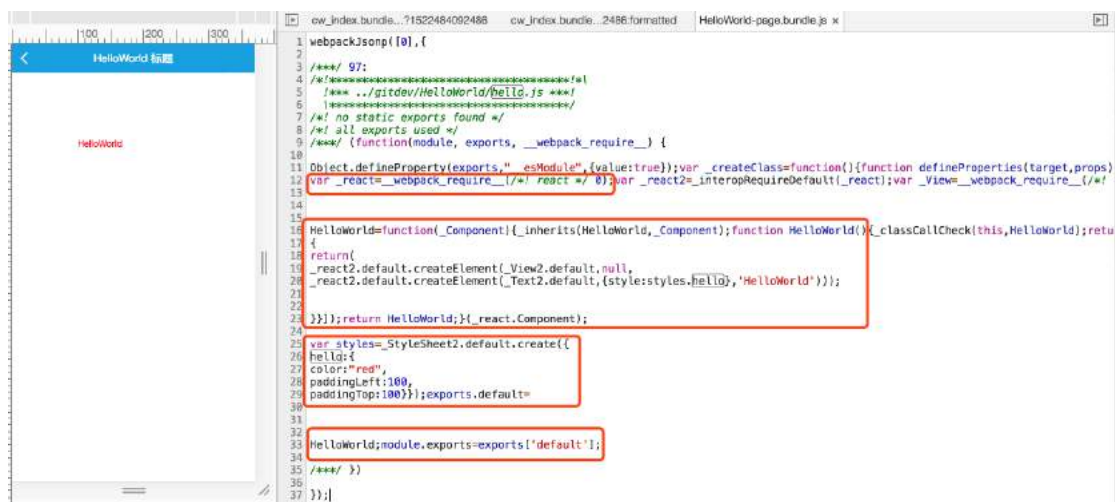 |100 |200 |300
HelloWorld 标题
HelloWorld
cw_index.bundle...?1522484092486 cw_index.bundle...2486:formatted HelloWorld-page.bundle.js ×
1 webpackJsonp([0],{
2
3 /***/ 97:
4 /*!****************************************!*\
5 !*** ../gitdev/HelloWorld/hello.js ***!
6 \****************************************/
7 /*! no static exports found */
8 /*! all exports used */
9 /***/ (function(module, exports, __webpack_require__) {
10
11 Object.defineProperty(exports,"__esModule",{value:true});var _createClass=function(){function defineProperties(target,props)
12 var _react=__webpack_require__(/*! react */ 0);var _react2=_interopRequireDefault(_react);var _View=__webpack_require__(/*!
13
14
15
16 HelloWorld=function(_Component){_inherits(HelloWorld,_Component);function HelloWorld(){_classCallCheck(this,HelloWorld);retu
17 {
18 return(
19 _react2.default.createElement(_View2.default,null,
20 _react2.default.createElement(_Text2.default,{style:styles.hello},'HelloWorld')));
21
22
23 }}]);return HelloWorld;}(_react.Component);
24
25 var styles=_StyleSheet2.default.create({
26 hello:{
27 color:"red",
28 paddingLeft:100,
29 paddingTop:100}});exports.default=
30
31
32
33 HelloWorld;module.exports=exports['default'];
34
35 /***/ })
36
37 });